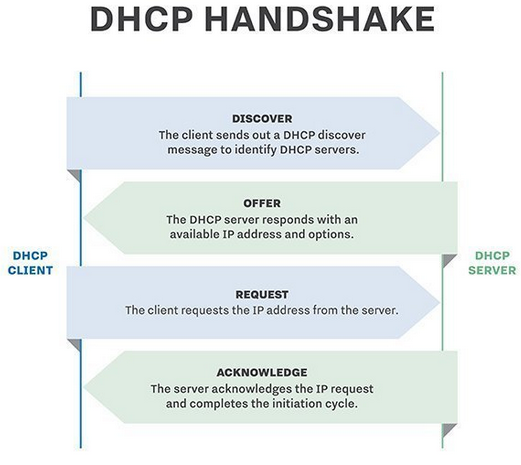 DHCP HANDSHAKE
DISCOVER
The client sends out a DHCP discover
message to identify DHCP servers.
OFFER
The DHCP server responds with an
available IP address and options.
DHCP
CLIENT
DHCP
SERVER
REQUEST
The client requests the IP address from the server.
ACKNOWLEDGE
The server acknowledges the IP request
and completes the initiation cycle.